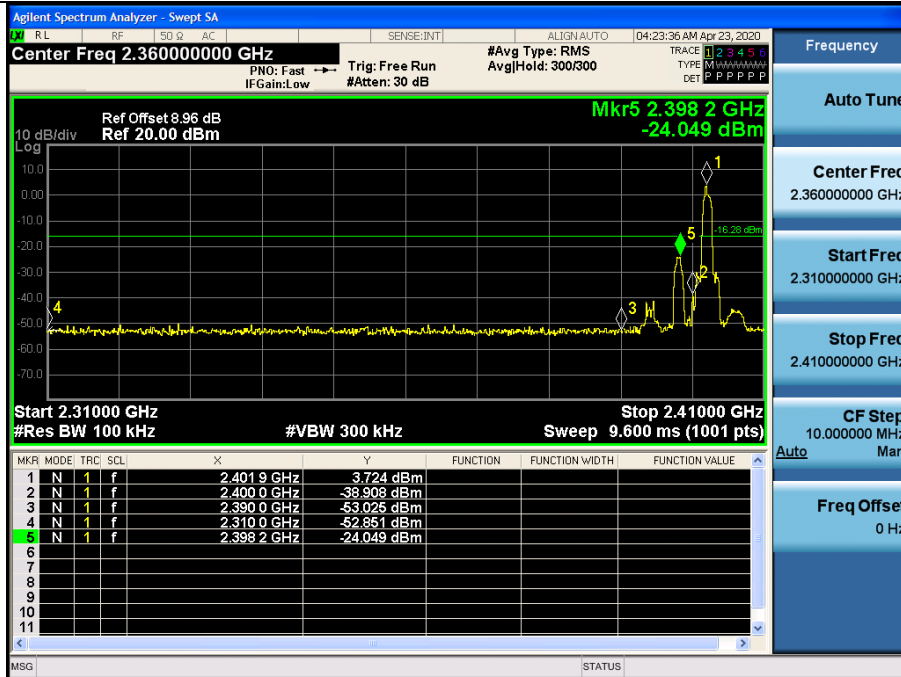 Agilent Spectrum Analyzer - Swept SA
LXI RL RF 50 Ω AC SENSE:INT ALIGN AUTO 04:23:36 AM Apr 23, 2020
Center Freq 2.360000000 GHz
PNO: Fast
IFGain:Low
Trig: Free Run
#Atten: 30 dB
#Avg Type: RMS
Avg|Hold: 300/300
TRACE 1 2 3 4 5 6
TYPE M WWWWW
DET P P P P P P
Frequency
Auto Tune
Center Freq
2.360000000 GHz
Start Freq
2.310000000 GHz
Stop Freq
2.410000000 GHz
CF Step
10.000000 MHz
Auto Man
Freq Offset
0 Hz
Mkr5 2.398 2 GHz
-24.049 dBm
Ref Offset 8.96 dB
10 dB/div Ref 20.00 dBm
Log
10.0
0.00
-10.0
-20.0
-30.0
-40.0
-50.0
-60.0
-70.0
1
5
-16.28 dBm
2
3
4
Start 2.31000 GHz Stop 2.41000 GHz
#Res BW 100 kHz #VBW 300 kHz Sweep 9.600 ms (1001 pts)
MKR MODE TRC SCL X Y FUNCTION FUNCTION WIDTH FUNCTION VALUE
1 N 1 f 2.401 9 GHz 3.724 dBm
2 N 1 f 2.400 0 GHz -38.908 dBm
3 N 1 f 2.390 0 GHz -53.025 dBm
4 N 1 f 2.310 0 GHz -52.851 dBm
5 N 1 f 2.398 2 GHz -24.049 dBm
6
7
8
9
10
11
MSG STATUS